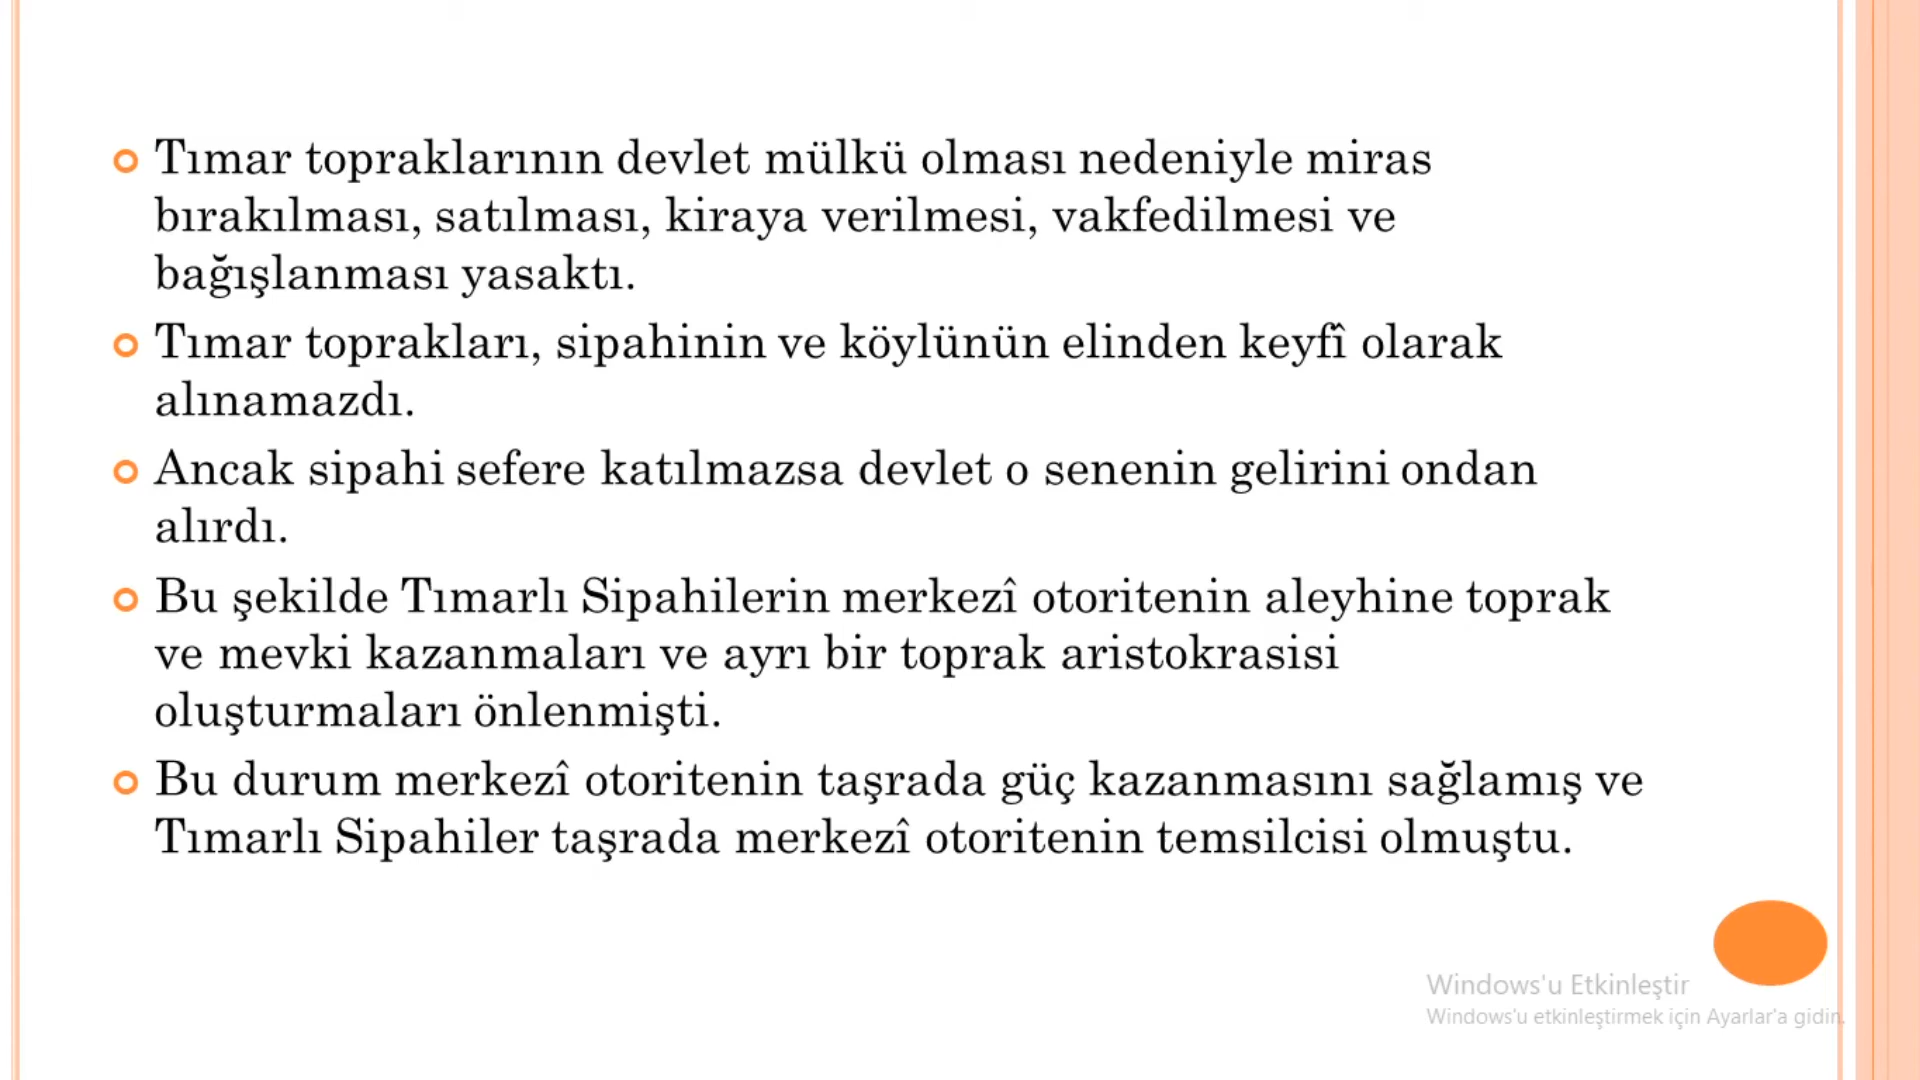 Tımar topraklarının devlet mülkü olması nedeniyle miras
bırakılması, satılması, kiraya verilmesi, vakfedilmesi ve
bağışlanması yasaktı.
Tımar toprakları, sipahinin ve köylünün elinden keyfî olarak
alınamazdı.
Ancak sipahi sefere katılmazsa devlet o senenin gelirini ondan
alırdı.
Bu şekilde Tımarlı Sipahilerin merkezî otoritenin aleyhine toprak
ve mevki kazanmaları ve ayrı bir toprak aristokrasisi
oluşturmaları önlenmişti.
Bu durum merkezî otoritenin taşrada güç kazanmasını sağlamış ve
Tımarlı Sipahiler taşrada merkezî otoritenin temsilcisi olmuştu.
Windows'u Etkinleştir
Windows'u etkinleştirmek için Ayarlar'a gidin.